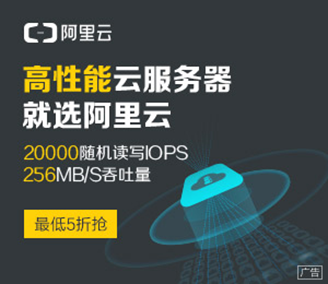 阿里云
高性能云服务器
就选阿里云
20000随机读写IOPS
256MB/S吞吐量
最低5折抢
广告